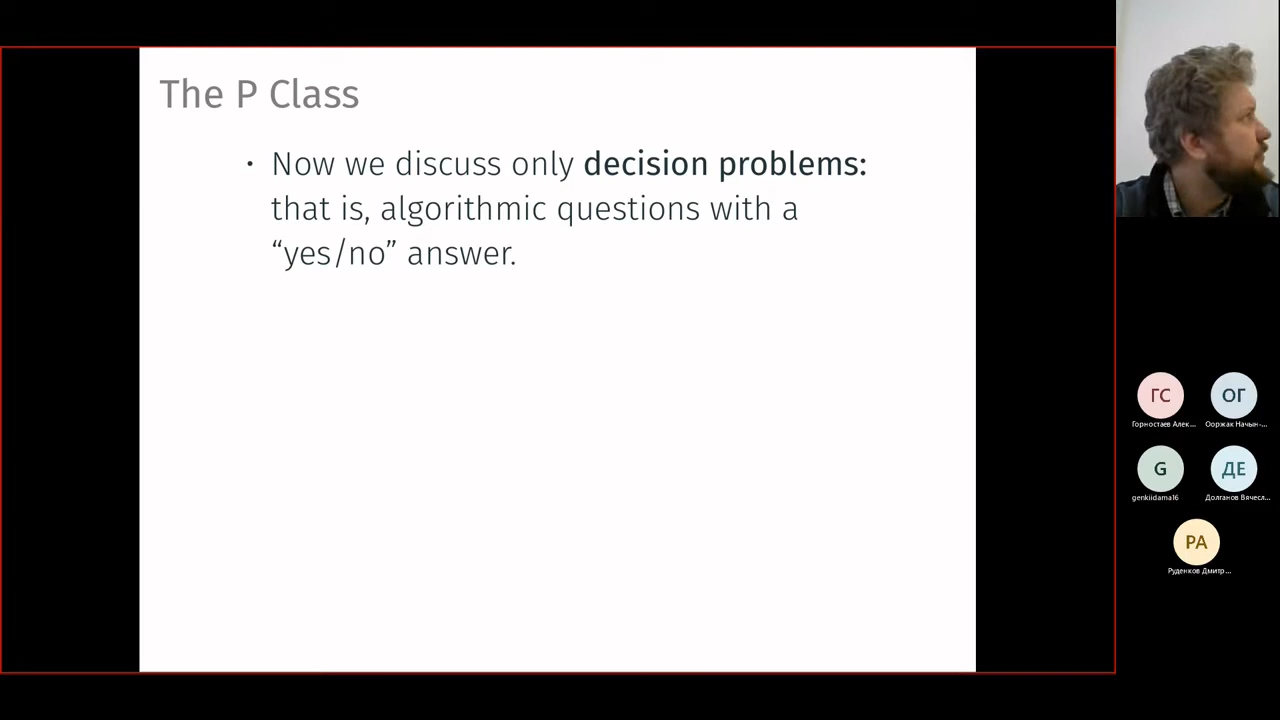 The P Class
• Now we discuss only decision problems:
that is, algorithmic questions with a
“yes/no” answer.
ГС
ОГ
Горностаев Алек...
Ооржак Начын-...
G
ДЕ
genkiidama16
Долганов Вячесл...
РА
Руденков Дмитр...